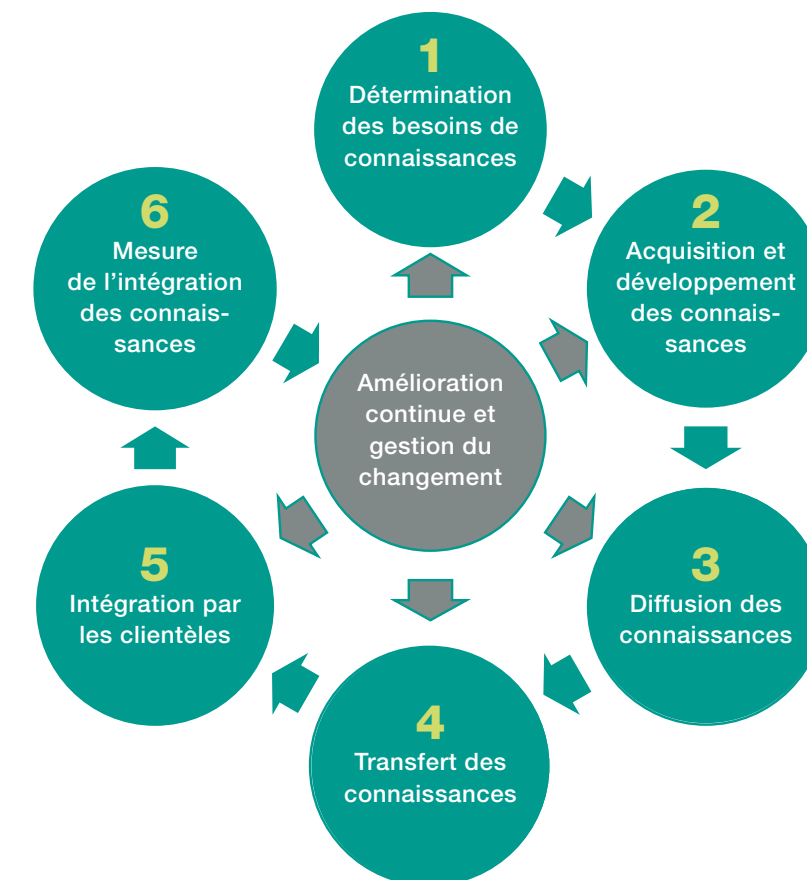 1
Détermination
des besoins de
connaissances
2
Acquisition et
développement
des connais-
sances
3
Diffusion des
connaissances
4
Transfert des
connaissances
5
Intégration par
les clientèles
6
Mesure
de l’intégration
des connais-
sances
Amélioration
continue et
gestion du
changement